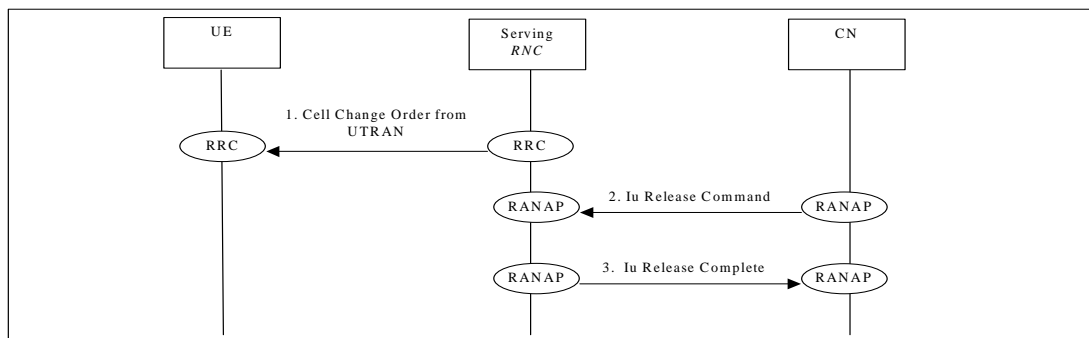 UE
Serving
RNC
CN
1. Cell Change Order from
UTRAN
RRC
RRC
2. Iu Release Command
RANAP
RANAP
3. Iu Release Complete
RANAP
RANAP